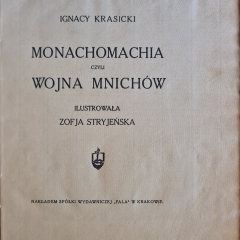 IGNACY KRASICKI
MONACHOMACHIA
CZYLI
WOJNA MNICHÓW
ILUSTROWAŁA
ZOFJA STRYJEŃSKA
NAKŁADEM SPÓŁKI WYDAWNICZEJ „FALA” W KRAKOWIE.